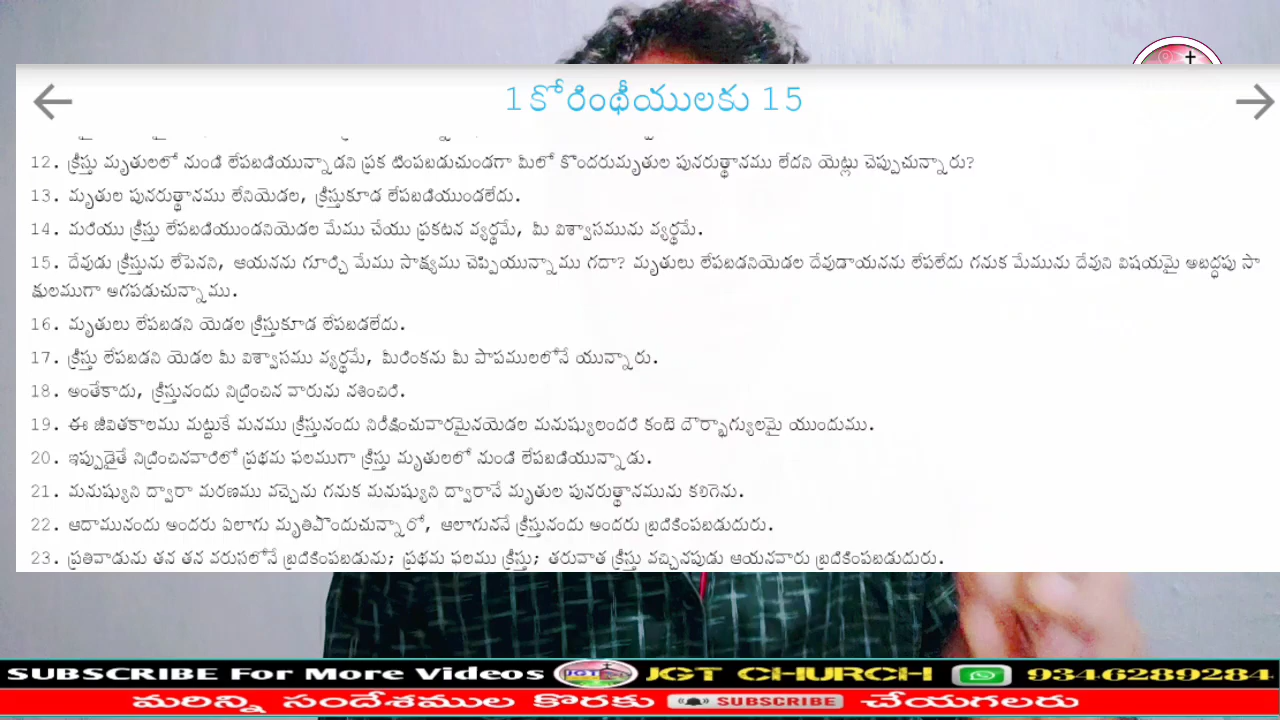 1 కోరింథీయులకు 15
12. క్రీస్తు మృతులలో నుండి లేపబడియున్నాడని ప్రక టింపబడుచుండగా మీలో కొందరుమృతుల పునరుత్థానము లేదని యెట్లు చెప్పుచున్నారు?
13. మృతుల పునరుత్థానము లేనియెడల, క్రీస్తుకూడ లేపబడియుండలేదు.
14. మరియు క్రీస్తు లేపబడియుండనియెడల మేము చేయు ప్రకటన వ్యర్థమే, మీ విశ్వాసమును వ్యర్థమే.
15. దేవుడు క్రీస్తును లేపెనని, ఆయనను గూర్చి మేము సాక్ష్యము చెప్పియున్నాము గదా? మృతులు లేపబడనియెడల దేవుడాయనను లేపలేదు గనుక మేమును దేవుని విషయమై అబద్ధపు సా
క్షులముగా అగపడుచున్నాము.
16. మృతులు లేపబడని యెడల క్రీస్తుకూడ లేపబడలేదు.
17. క్రీస్తు లేపబడని యెడల మీ విశ్వాసము వ్యర్థమే, మీరింకను మీ పాపములలోనే యున్నారు.
18. అంతేకాదు, క్రీస్తునందు నిద్రించిన వారును నశించిరి.
19. ఈ జీవితకాలము మట్టుకే మనము క్రీస్తునందు నిరీక్షించువారమైనయెడల మనుష్యులందరి కంటె దౌర్భాగ్యులమై యుందుము.
20. ఇప్పుడైతే నిద్రించినవారిలో ప్రథమ ఫలముగా క్రీస్తు మృతులలో నుండి లేపబడియున్నాడు.
21. మనుష్యుని ద్వారా మరణము వచ్చెను గనుక మనుష్యుని ద్వారానే మృతుల పునరుత్థానమును కలిగెను.
22. ఆదామునందు అందరు ఏలాగు మృతిపొందుచున్నారో, ఆలాగుననే క్రీస్తునందు అందరు బ్రదికింపబడుదురు.
23. ప్రతివాడును తన తన వరుసలోనే బ్రదికింపబడును; ప్రథమ ఫలము క్రీస్తు; తరువాత క్రీస్తు వచ్చినపుడు ఆయనవారు బ్రదికింపబడుదురు.
SUBSCRIBE For More Videos JGT JGT CHURCH 9346289284
మరిన్ని సందేశముల కొరకు SUBSCRIBE చేయగలరు